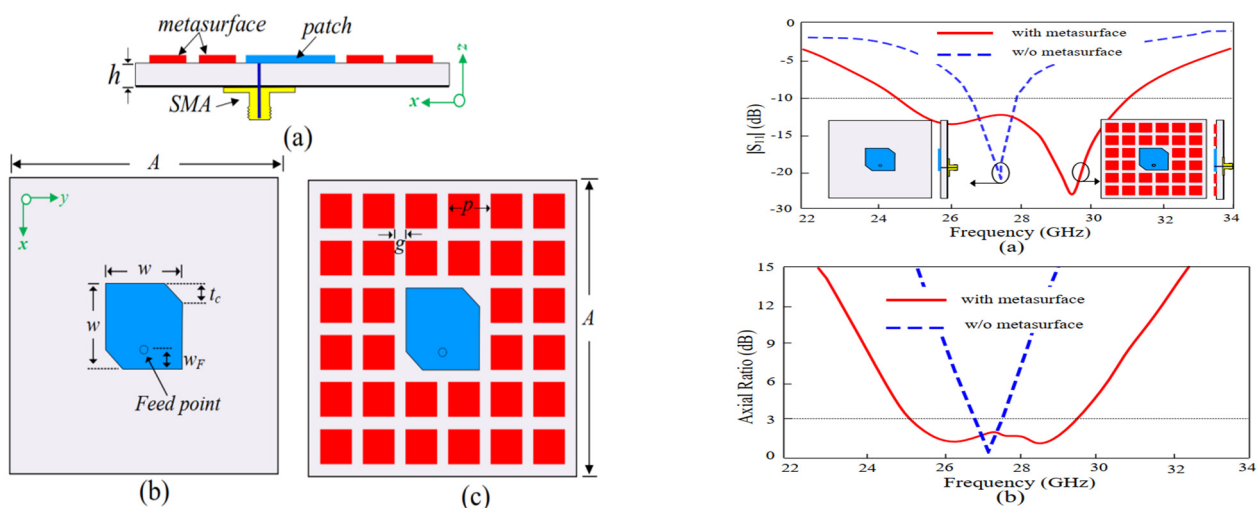 metasurface
patch
h
SMA
x
z
(a)
A
y
x
w
w
t_c
w_F
Feed point
(b)
p
g
A
(c)
0
-5
-10
-15
-20
-30
|S₁₁| (dB)
with metasurface
w/o metasurface
22 24 26 28 30 32 34
Frequency (GHz)
(a)
15
12
9
6
3
0
Axial Ratio (dB)
with metasurface
w/o metasurface
22 24 26 28 30 32 34
Frequency (GHz)
(b)